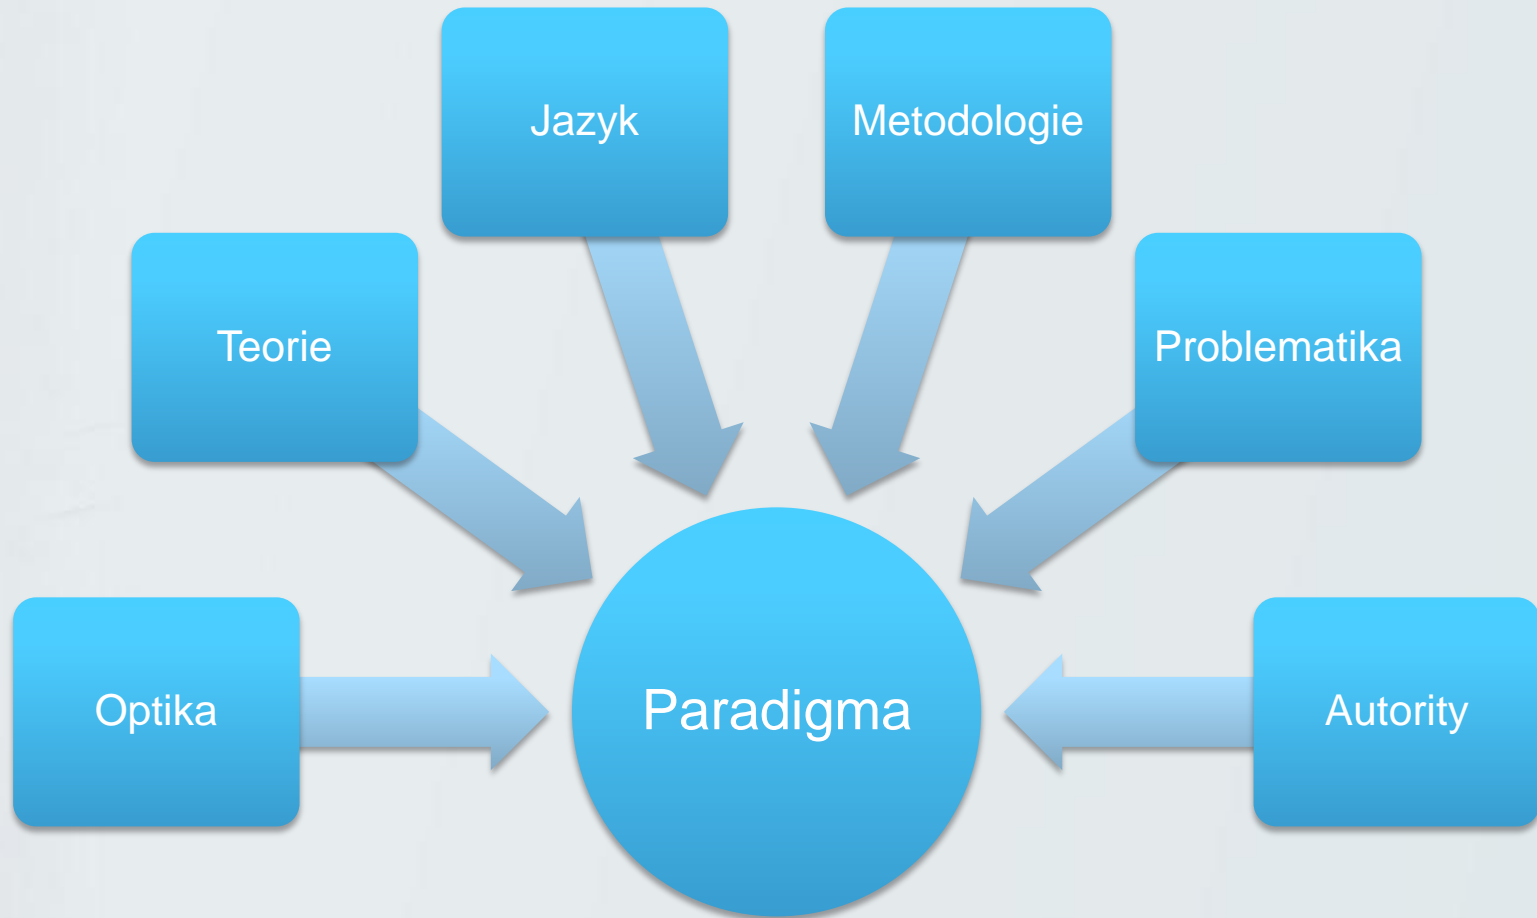 Jazyk
Metodologie
Teorie
Problematika
Optika
Paradigma
Autority